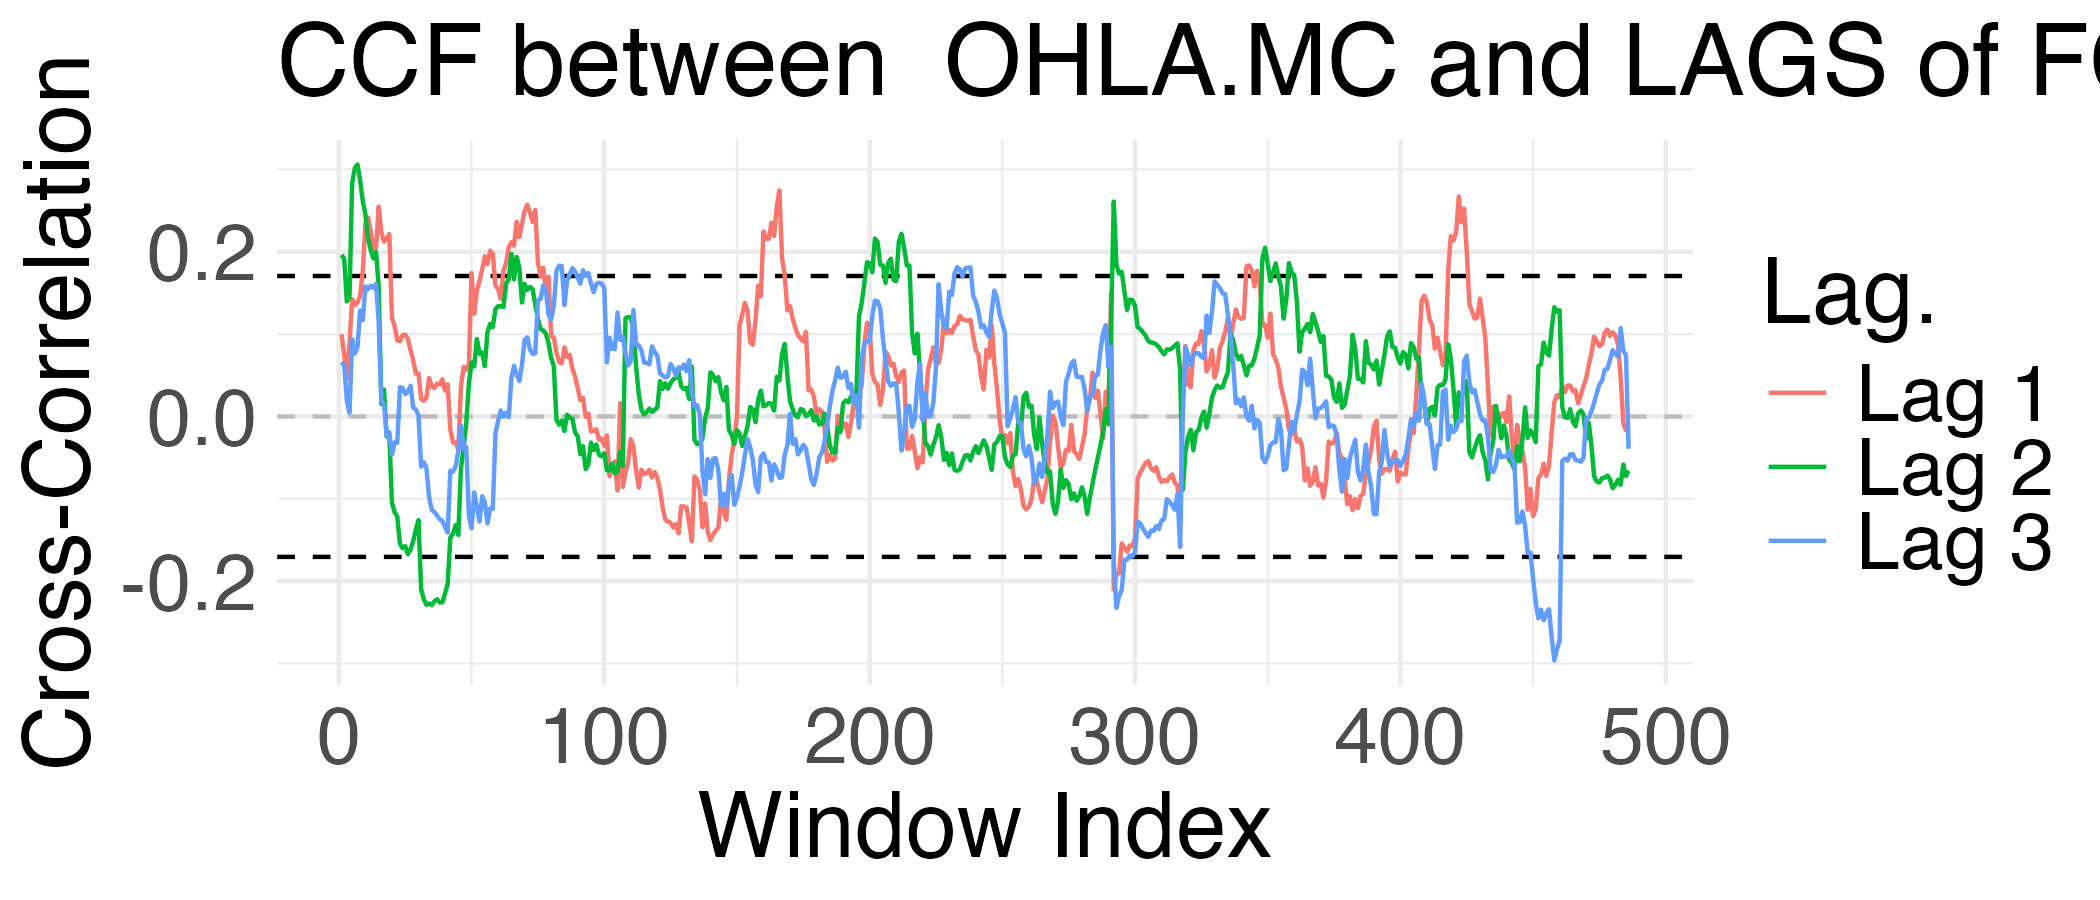 CCF between OHLA.MC and LAGS of
Cross-Correlation
0.2
0.0
-0.2
0
100
200
300
400
500
Window Index
Lag.
Lag 1
Lag 2
Lag 3